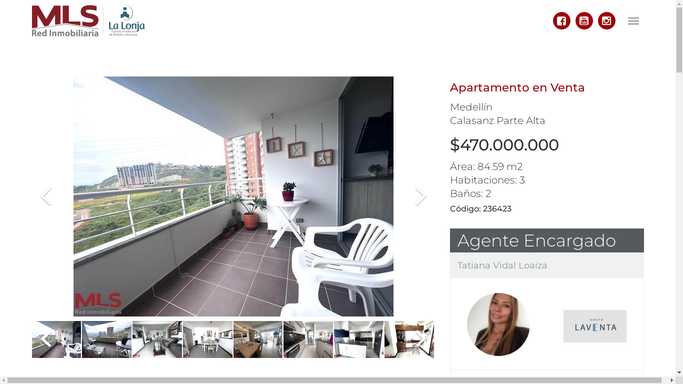 MLS
Red Inmobiliaria
La Lonja
Apartamento en Venta
Medellín
Calasanz Parte Alta
$470.000.000
Área: 84.59 m2
Habitaciones: 3
Baños: 2
Código: 236423
MLS
Red Inmobiliaria
Agente Encargado
Tatiana Vidal Loaiza
LAVENTA